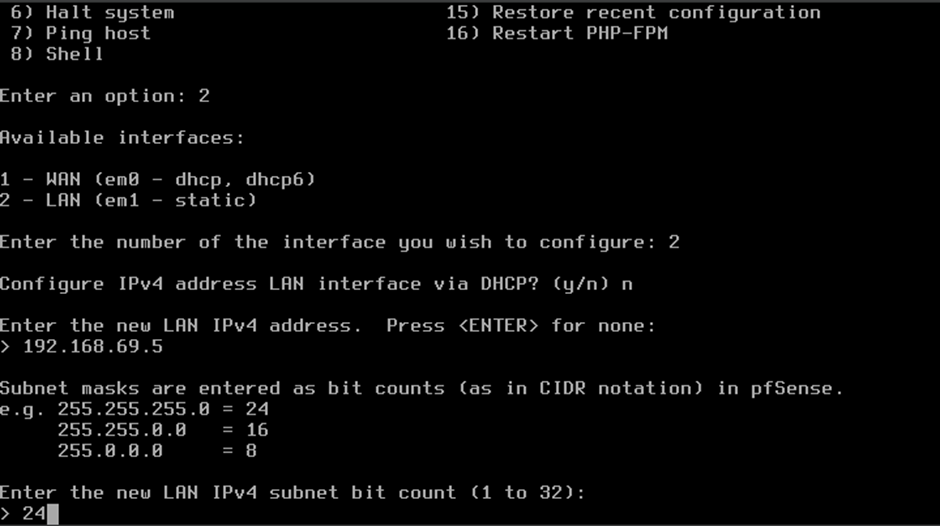 6) Halt system 15) Restore recent configuration
7) Ping host 16) Restart PHP-FPM
8) Shell
Enter an option: 2
Available interfaces:
1 - WAN (em0 - dhcp, dhcp6)
2 - LAN (em1 - static)
Enter the number of the interface you wish to configure: 2
Configure IPv4 address LAN interface via DHCP? (y/n) n
Enter the new LAN IPv4 address.  Press <ENTER> for none:
> 192.168.69.5
Subnet masks are entered as bit counts (as in CIDR notation) in pfSense.
e.g. 255.255.255.0 = 24
255.255.0.0   = 16
255.0.0.0     = 8
Enter the new LAN IPv4 subnet bit count (1 to 32):
> 24